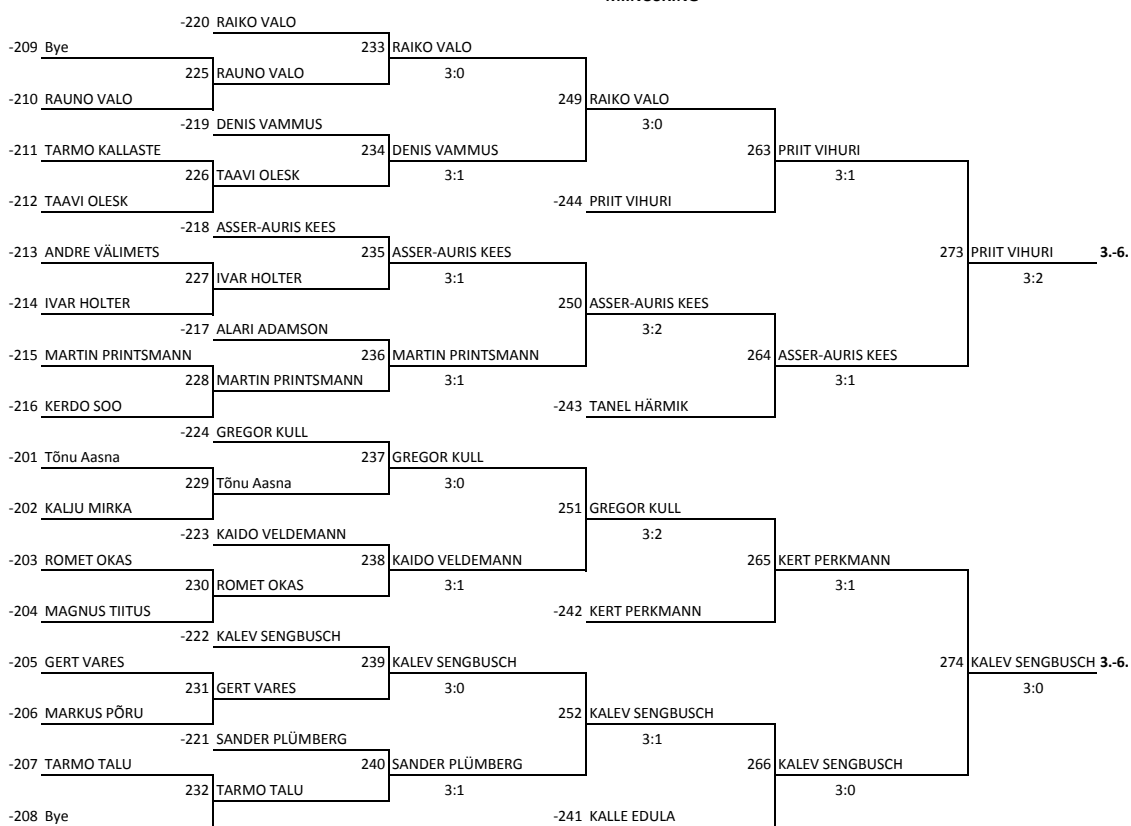 -220 RAIKO VALO
-209 Bye 233 RAIKO VALO
225 RAUNO VALO 3:0
-210 RAUNO VALO 249 RAIKO VALO
-219 DENIS VAMMUS 3:0
-211 TARMO KALLASTE 234 DENIS VAMMUS 263 PRIIT VIHURI
226 TAAVI OLESK 3:1 3:1
-212 TAAVI OLESK -244 PRIIT VIHURI
-218 ASSER-AURIS KEES
-213 ANDRE VÄLIMETS 235 ASSER-AURIS KEES 273 PRIIT VIHURI 3.-6.
227 IVAR HOLTER 3:1 3:2
-214 IVAR HOLTER 250 ASSER-AURIS KEES
-217 ALARI ADAMSON 3:2
-215 MARTIN PRINTSMANN 236 MARTIN PRINTSMANN 264 ASSER-AURIS KEES
228 MARTIN PRINTSMANN 3:1 3:1
-216 KERDO SOO -243 TANEL HÄRMIK
-224 GREGOR KULL
-201 Tõnu Aasna 237 GREGOR KULL
229 Tõnu Aasna 3:0
-202 KALJU MIRKA 251 GREGOR KULL
-223 KAIDO VELDEMANN 3:2
-203 ROMET OKAS 238 KAIDO VELDEMANN 265 KERT PERKMANN
230 ROMET OKAS 3:1 3:1
-204 MAGNUS TIITUS -242 KERT PERKMANN
-222 KALEV SENGBUSCH
-205 GERT VARES 239 KALEV SENGBUSCH 274 KALEV SENGBUSCH 3.-6.
231 GERT VARES 3:0 3:0
-206 MARKUS PÕRU 252 KALEV SENGBUSCH
-221 SANDER PLÜMBERG 3:1
-207 TARMO TALU 240 SANDER PLÜMBERG 266 KALEV SENGBUSCH
232 TARMO TALU 3:1 3:0
-208 Bye -241 KALLE EDULA